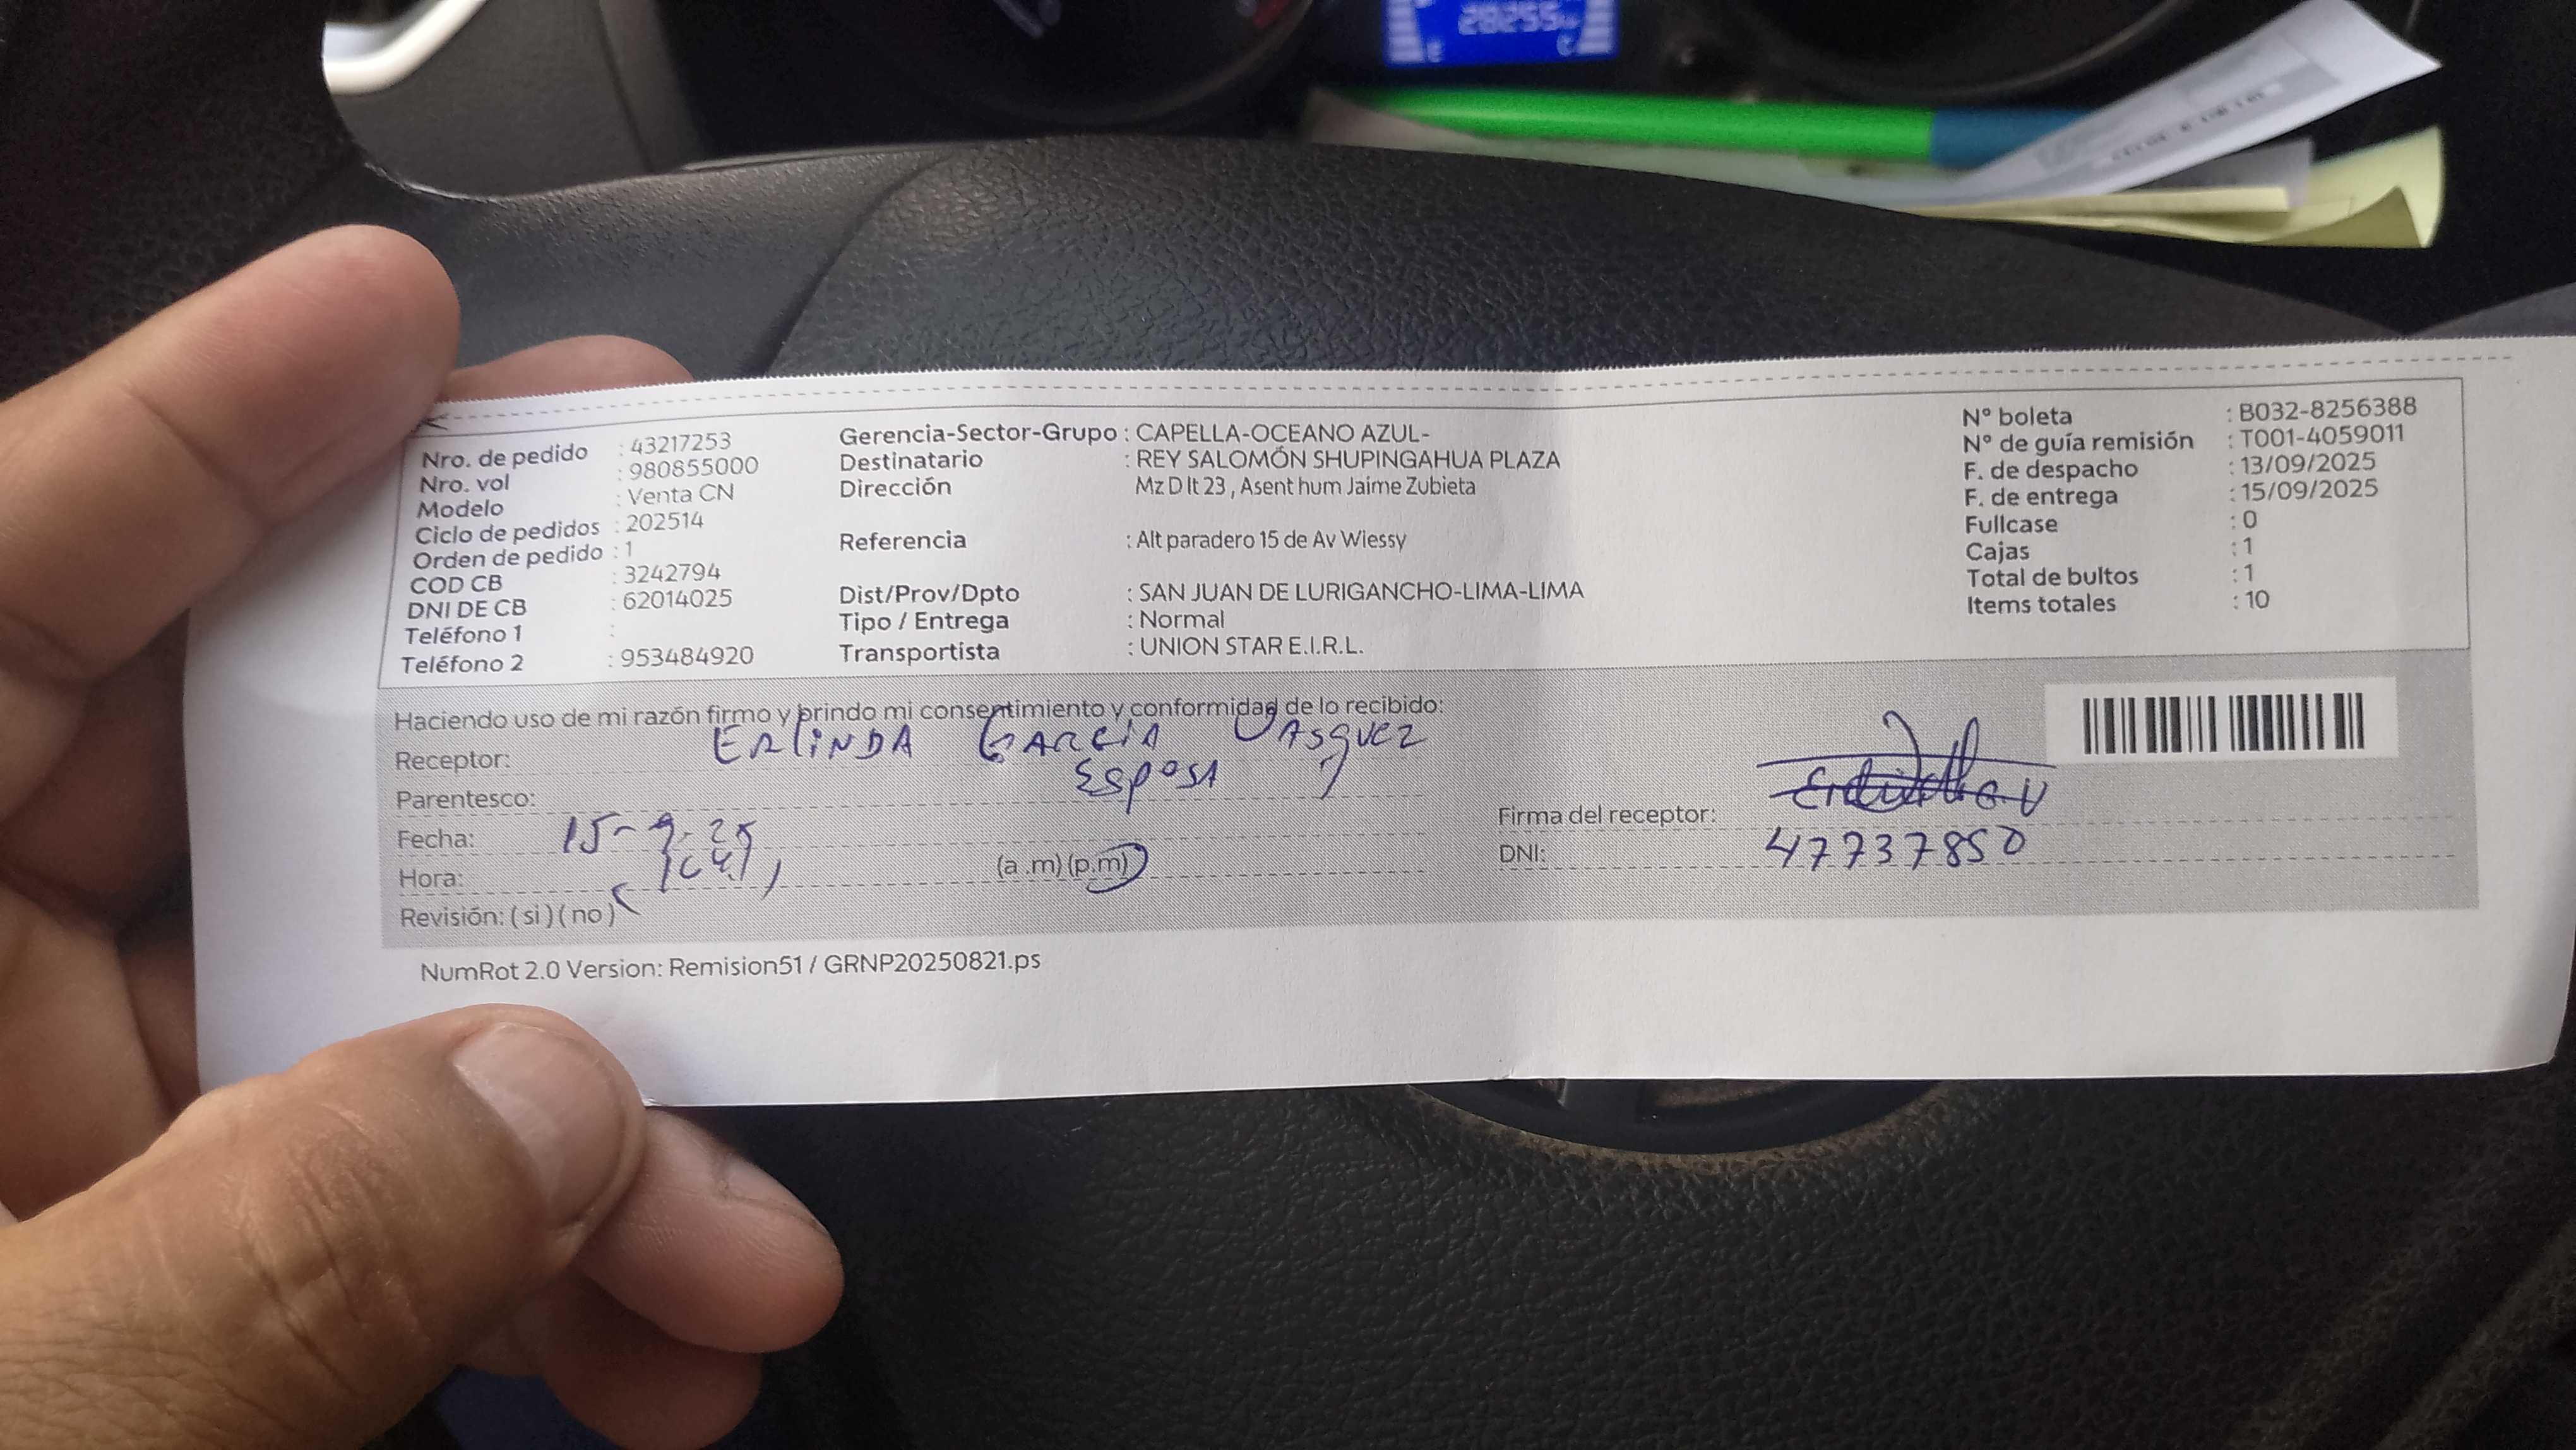 28255
Nro. de pedido : 43217253
Nro. vol : 980855000
Modelo : Venta CN
Ciclo de pedidos : 202514
Orden de pedido : 1
COD CB : 3242794
DNI DE CB : 62014025
Teléfono 1 :
Teléfono 2 : 953484920
Gerencia-Sector-Grupo : CAPELLA-OCEANO AZUL-
Destinatario : REY SALOMÓN SHUPINGAHUA PLAZA
Dirección Mz D lt 23 , Asent hum Jaime Zubieta
Referencia : Alt paradero 15 de Av Wiessy
Dist/Prov/Dpto : SAN JUAN DE LURIGANCHO-LIMA-LIMA
Tipo / Entrega : Normal
Transportista : UNION STAR E.I.R.L.
N° boleta : B032-8256388
N° de guía remisión : T001-4059011
F. de despacho : 13/09/2025
F. de entrega : 15/09/2025
Fullcase : 0
Cajas : 1
Total de bultos : 1
Items totales : 10
Haciendo uso de mi razón firmo y brindo mi consentimiento y conformidad de lo recibido:
Receptor: ERLINDA GARCIA VASQUEZ
Parentesco: ESPOSA
Fecha: 15-9-25
Hora: (a .m) (p.m)
Revisión: ( si ) ( no )
Firma del receptor:
DNI: 47737850
NumRot 2.0 Version: Remision51 / GRNP20250821.ps